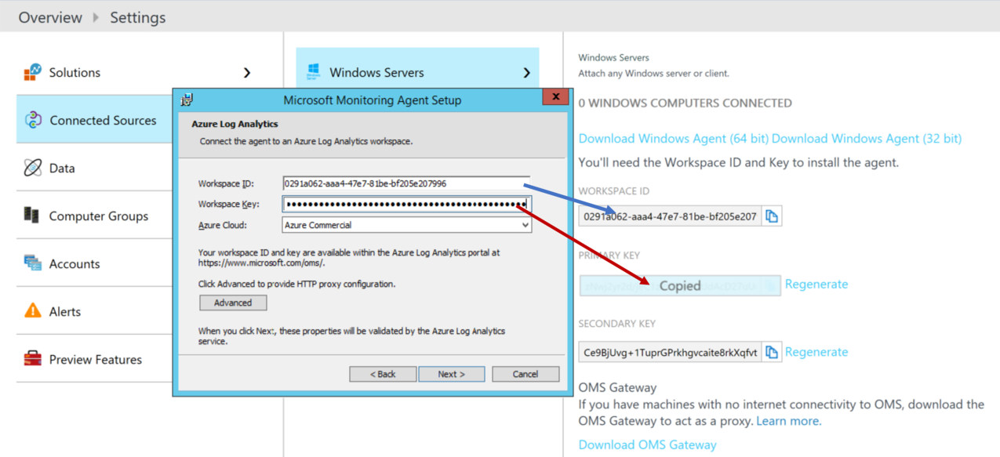 Overview Settings
Solutions
Connected Sources
Data
Computer Groups
Accounts
Alerts
Preview Features
Windows Servers
Microsoft Monitoring Agent Setup
x
Azure Log Analytics
Connect the agent to an Azure Log Analytics workspace.
Workspace ID: 0291a062-aaa4-47e7-81be-bf205e207996
Workspace Key: ●●●●●●●●●●●●●●●●●●●●●●●●●●●●●●●●●●●●●●●●●●●●
Azure Cloud: Azure Commercial
Your workspace ID and key are available within the Azure Log Analytics portal at
https://www.microsoft.com/oms/.
Click Advanced to provide HTTP proxy configuration.
Advanced
When you click Next, these properties will be validated by the Azure Log Analytics
service.
< Back Next > Cancel
Windows Servers
Attach any Windows server or client.
0 WINDOWS COMPUTERS CONNECTED
Download Windows Agent (64 bit) Download Windows Agent (32 bit)
You'll need the Workspace ID and Key to install the agent.
WORKSPACE ID
0291a062-aaa4-47e7-81be-bf205e207
PRIMARY KEY
Copied Regenerate
SECONDARY KEY
Ce9BjUvg+1TuprGPrkhgvcaite8rkXqfvt Regenerate
OMS Gateway
If you have machines with no internet connectivity to OMS, download the
OMS Gateway to act as a proxy. Learn more.
Download OMS Gateway